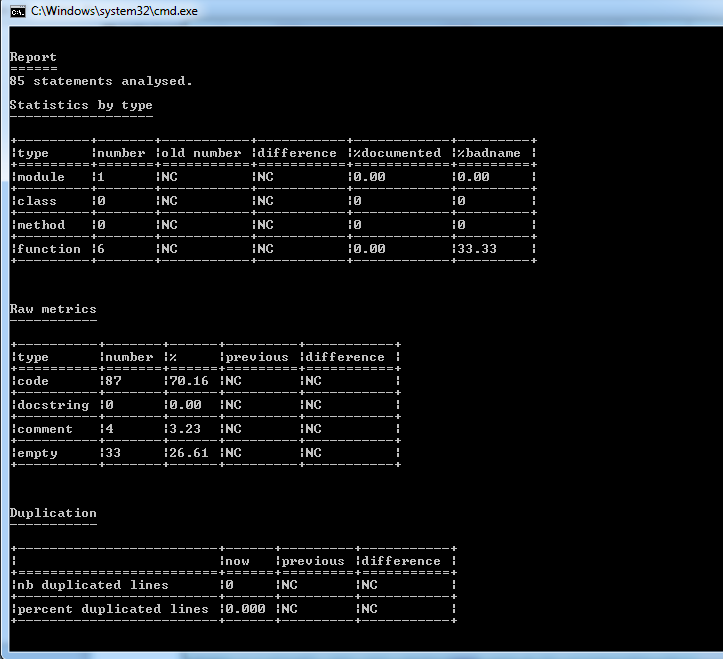 C:\Windows\system32\cmd.exe
Report
======
85 statements analysed.
Statistics by type
------------------
+----------+-------+-----------+-----------+------------+---------+
|type      |number |old number |difference |%documented |%badname |
+==========+=======+===========+===========+============+=========+
|module    |1      |NC         |NC         |0.00        |0.00     |
+----------+-------+-----------+-----------+------------+---------+
|class     |0      |NC         |NC         |0           |0        |
+----------+-------+-----------+-----------+------------+---------+
|method    |0      |NC         |NC         |0           |0        |
+----------+-------+-----------+-----------+------------+---------+
|function  |6      |NC         |NC         |0.00        |33.33    |
+----------+-------+-----------+-----------+------------+---------+
Raw metrics
-----------
+----------+-------+------+---------+-----------+
|type      |number |%     |previous |difference |
+==========+=======+======+=========+===========+
|code      |87     |70.16 |NC       |NC         |
+----------+-------+------+---------+-----------+
|docstring |0      |0.00  |NC       |NC         |
+----------+-------+------+---------+-----------+
|comment   |4      |3.23  |NC       |NC         |
+----------+-------+------+---------+-----------+
|empty     |33     |26.61 |NC       |NC         |
+----------+-------+------+---------+-----------+
Duplication
-----------
+-------------------------+------+---------+-----------+
|                         |now   |previous |difference |
+=========================+======+=========+===========+
|nb duplicated lines      |0     |NC       |NC         |
+-------------------------+------+---------+-----------+
|percent duplicated lines |0.000 |NC       |NC         |
+-------------------------+------+---------+-----------+